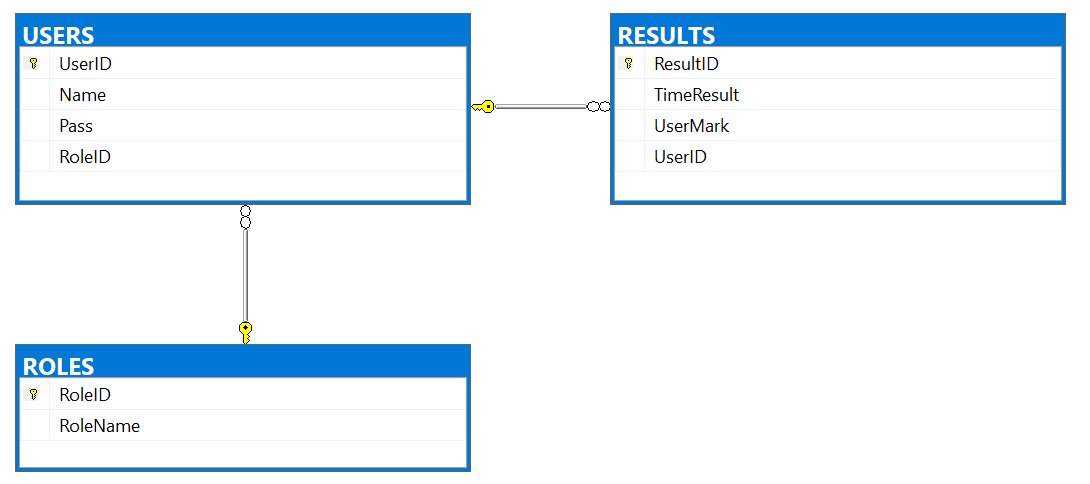 USERS
UserID
Name
Pass
RoleID
RESULTS
ResultID
TimeResult
UserMark
UserID
ROLES
RoleID
RoleName